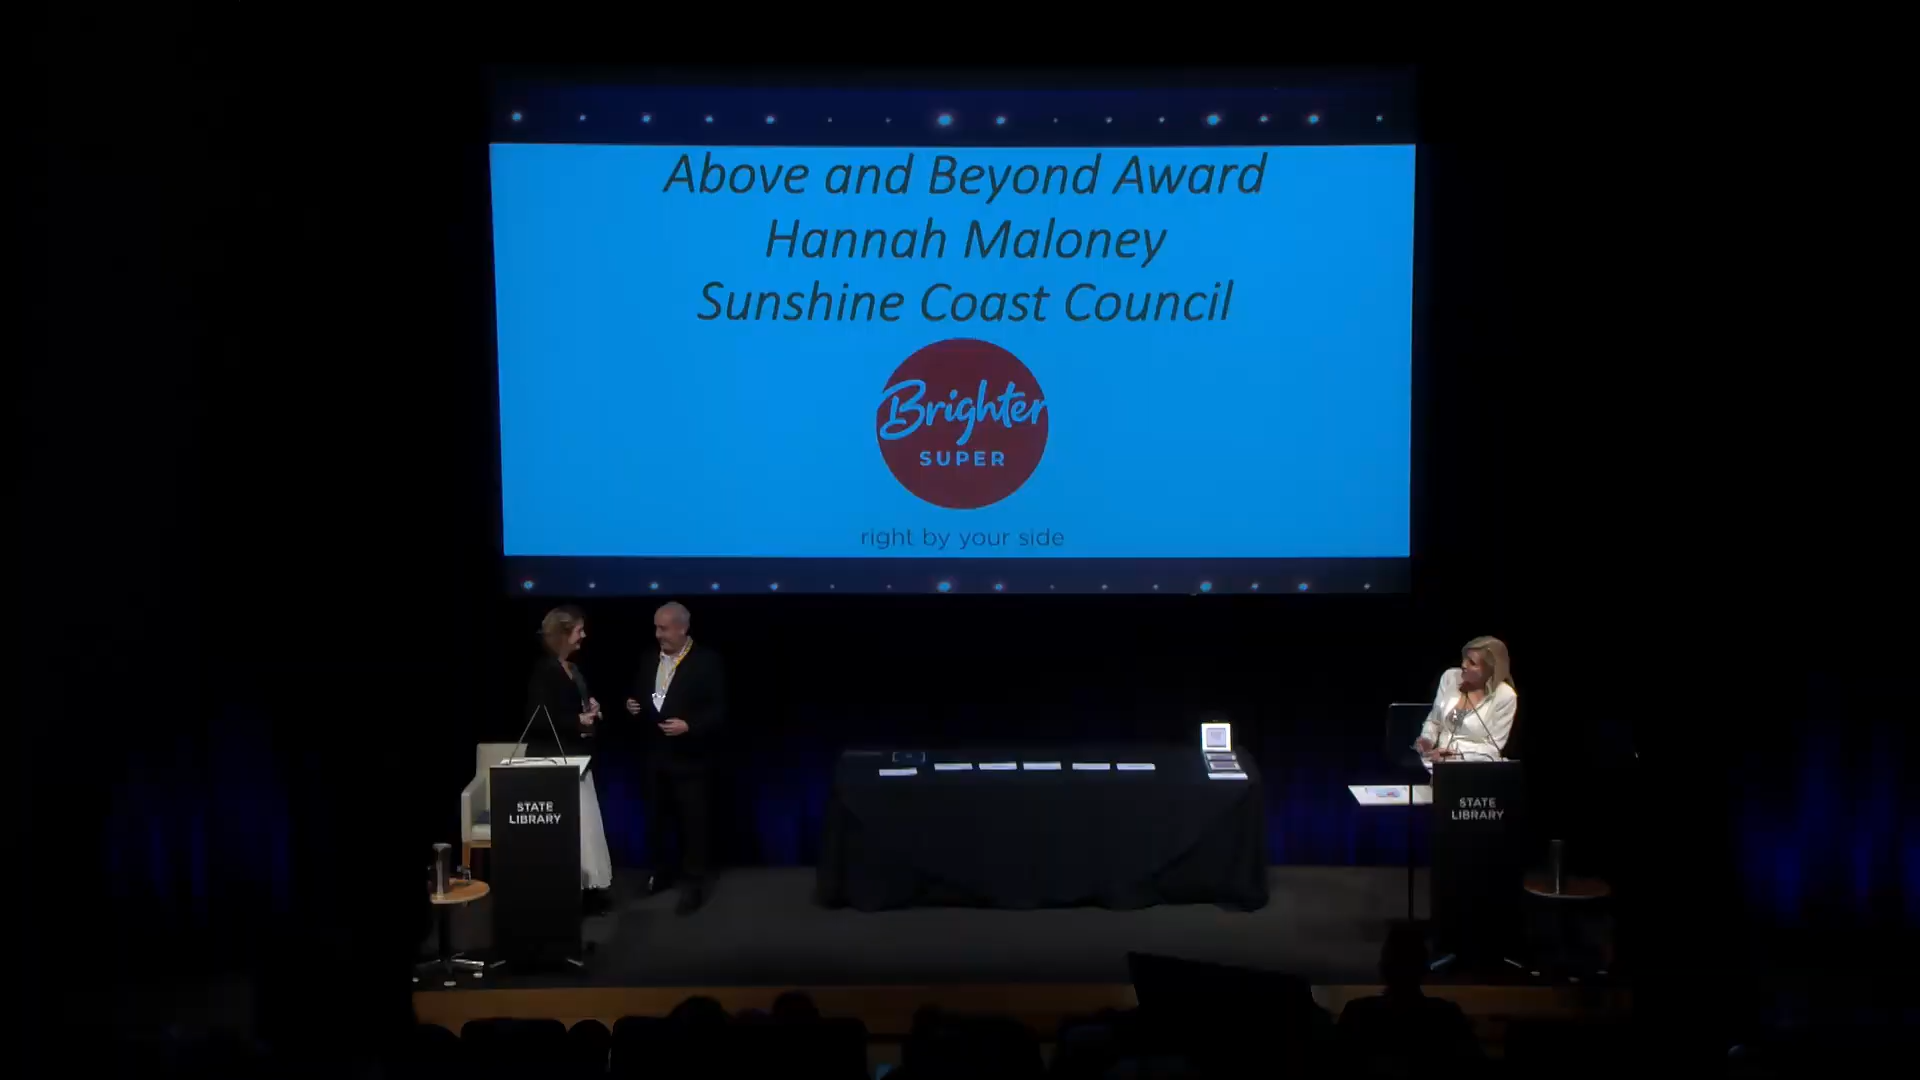 Above and Beyond Award
Hannah Maloney
Sunshine Coast Council
Brighter
SUPER
right by your side
STATE
LIBRARY
STATE
LIBRARY